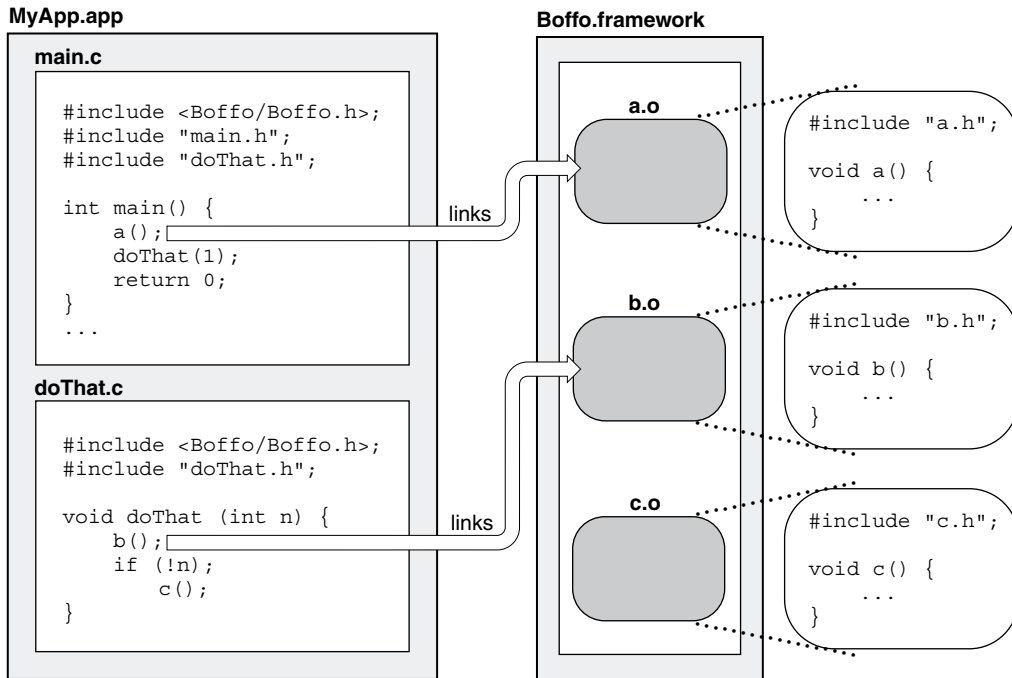 MyApp.app
main.c
#include <Boffo/Boffo.h>;
#include "main.h";
#include "doThat.h";
int main() {
a();
doThat(1);
return 0;
}
...
doThat.c
#include <Boffo/Boffo.h>;
#include "doThat.h";
void doThat (int n) {
b();
if (!n);
c();
}
links
links
Boffo.framework
a.o
b.o
c.o
#include "a.h";
void a() {
...
}
#include "b.h";
void b() {
...
}
#include "c.h";
void c() {
...
}